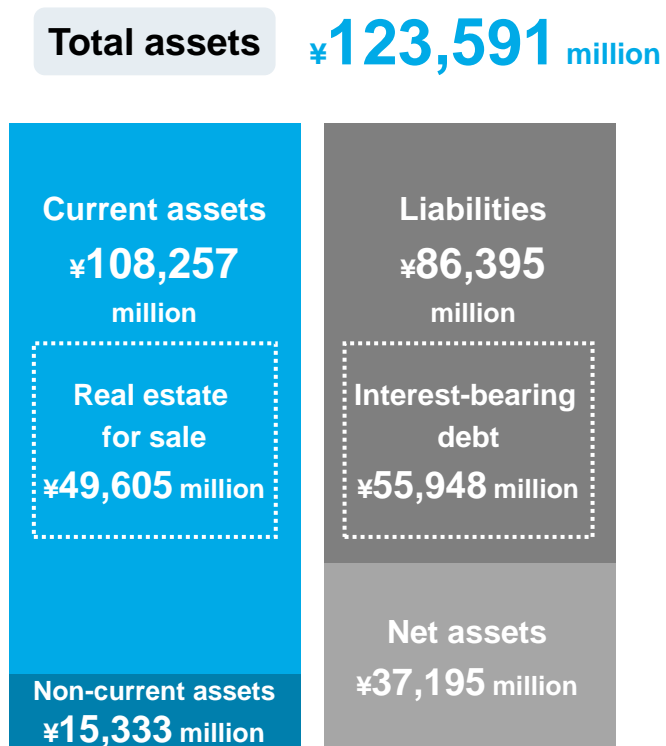 Total assets ¥123,591 million
Current assets
¥108,257
million
Real estate
for sale
¥49,605 million
Non-current assets
¥15,333 million
Liabilities
¥86,395
million
Interest-bearing
debt
¥55,948 million
Net assets
¥37,195 million